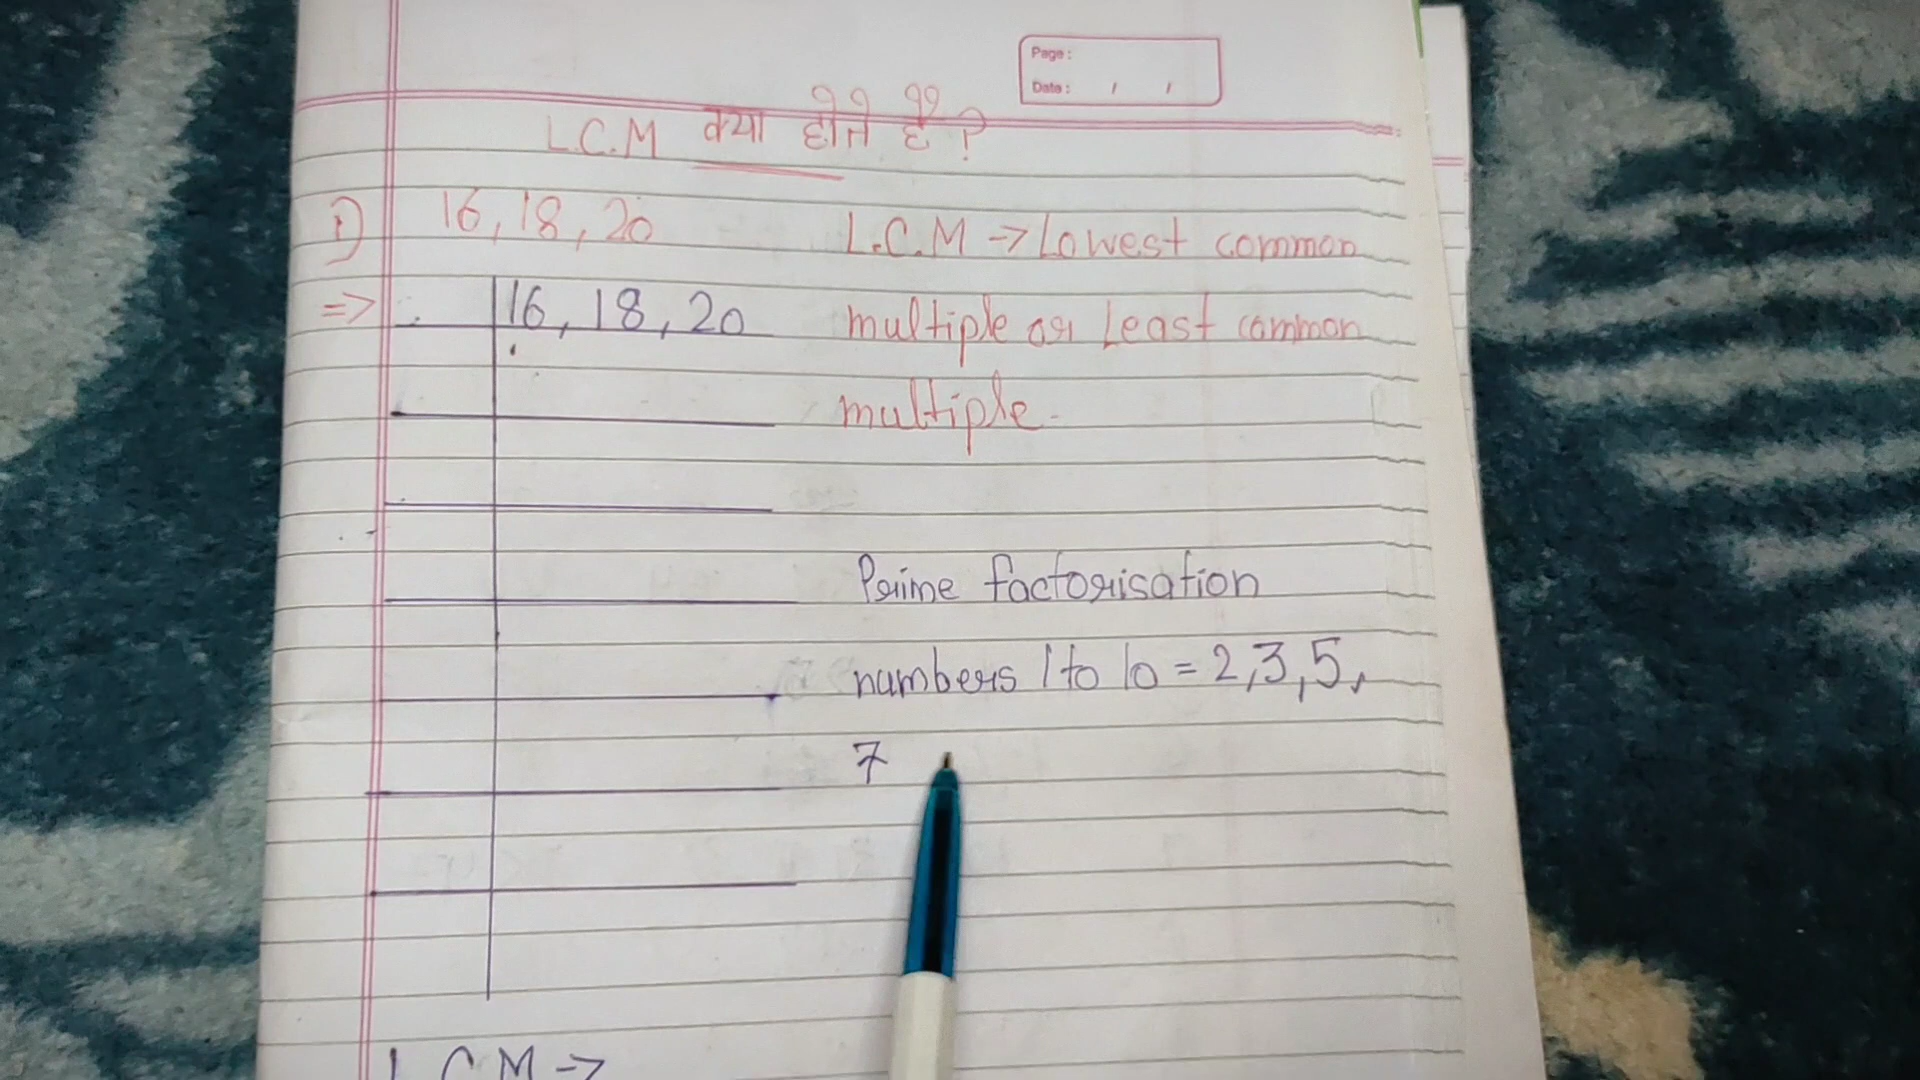 Page :
Date : / /
L.C.M क्या होते है ?
1) 16, 18, 20
L.C.M -> Lowest common
=> 16, 18, 20
multiple or Least common
multiple.
Prime factorisation
numbers 1 to 10 = 2,3,5,
7
L C M ->